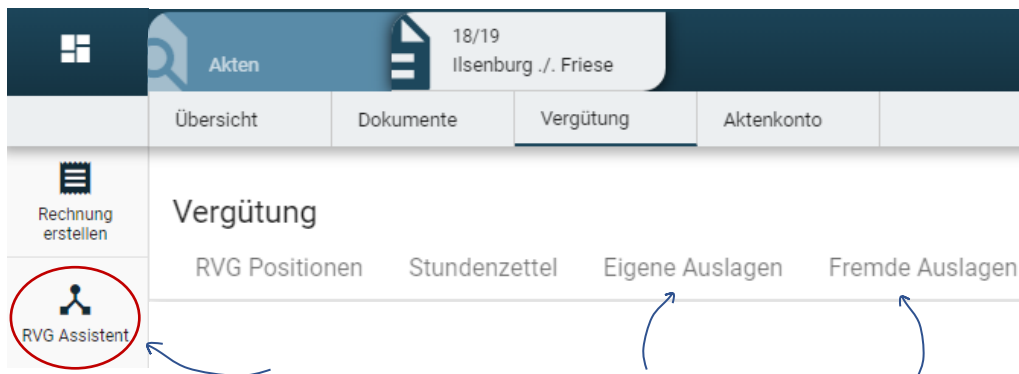 18/19
Akten
Ilsenburg ./. Friese
Übersicht
Dokumente
Vergütung
Aktenkonto
Rechnung
erstellen
Vergütung
RVG Positionen
Stundenzettel
Eigene Auslagen
Fremde Auslagen
RVG Assistent